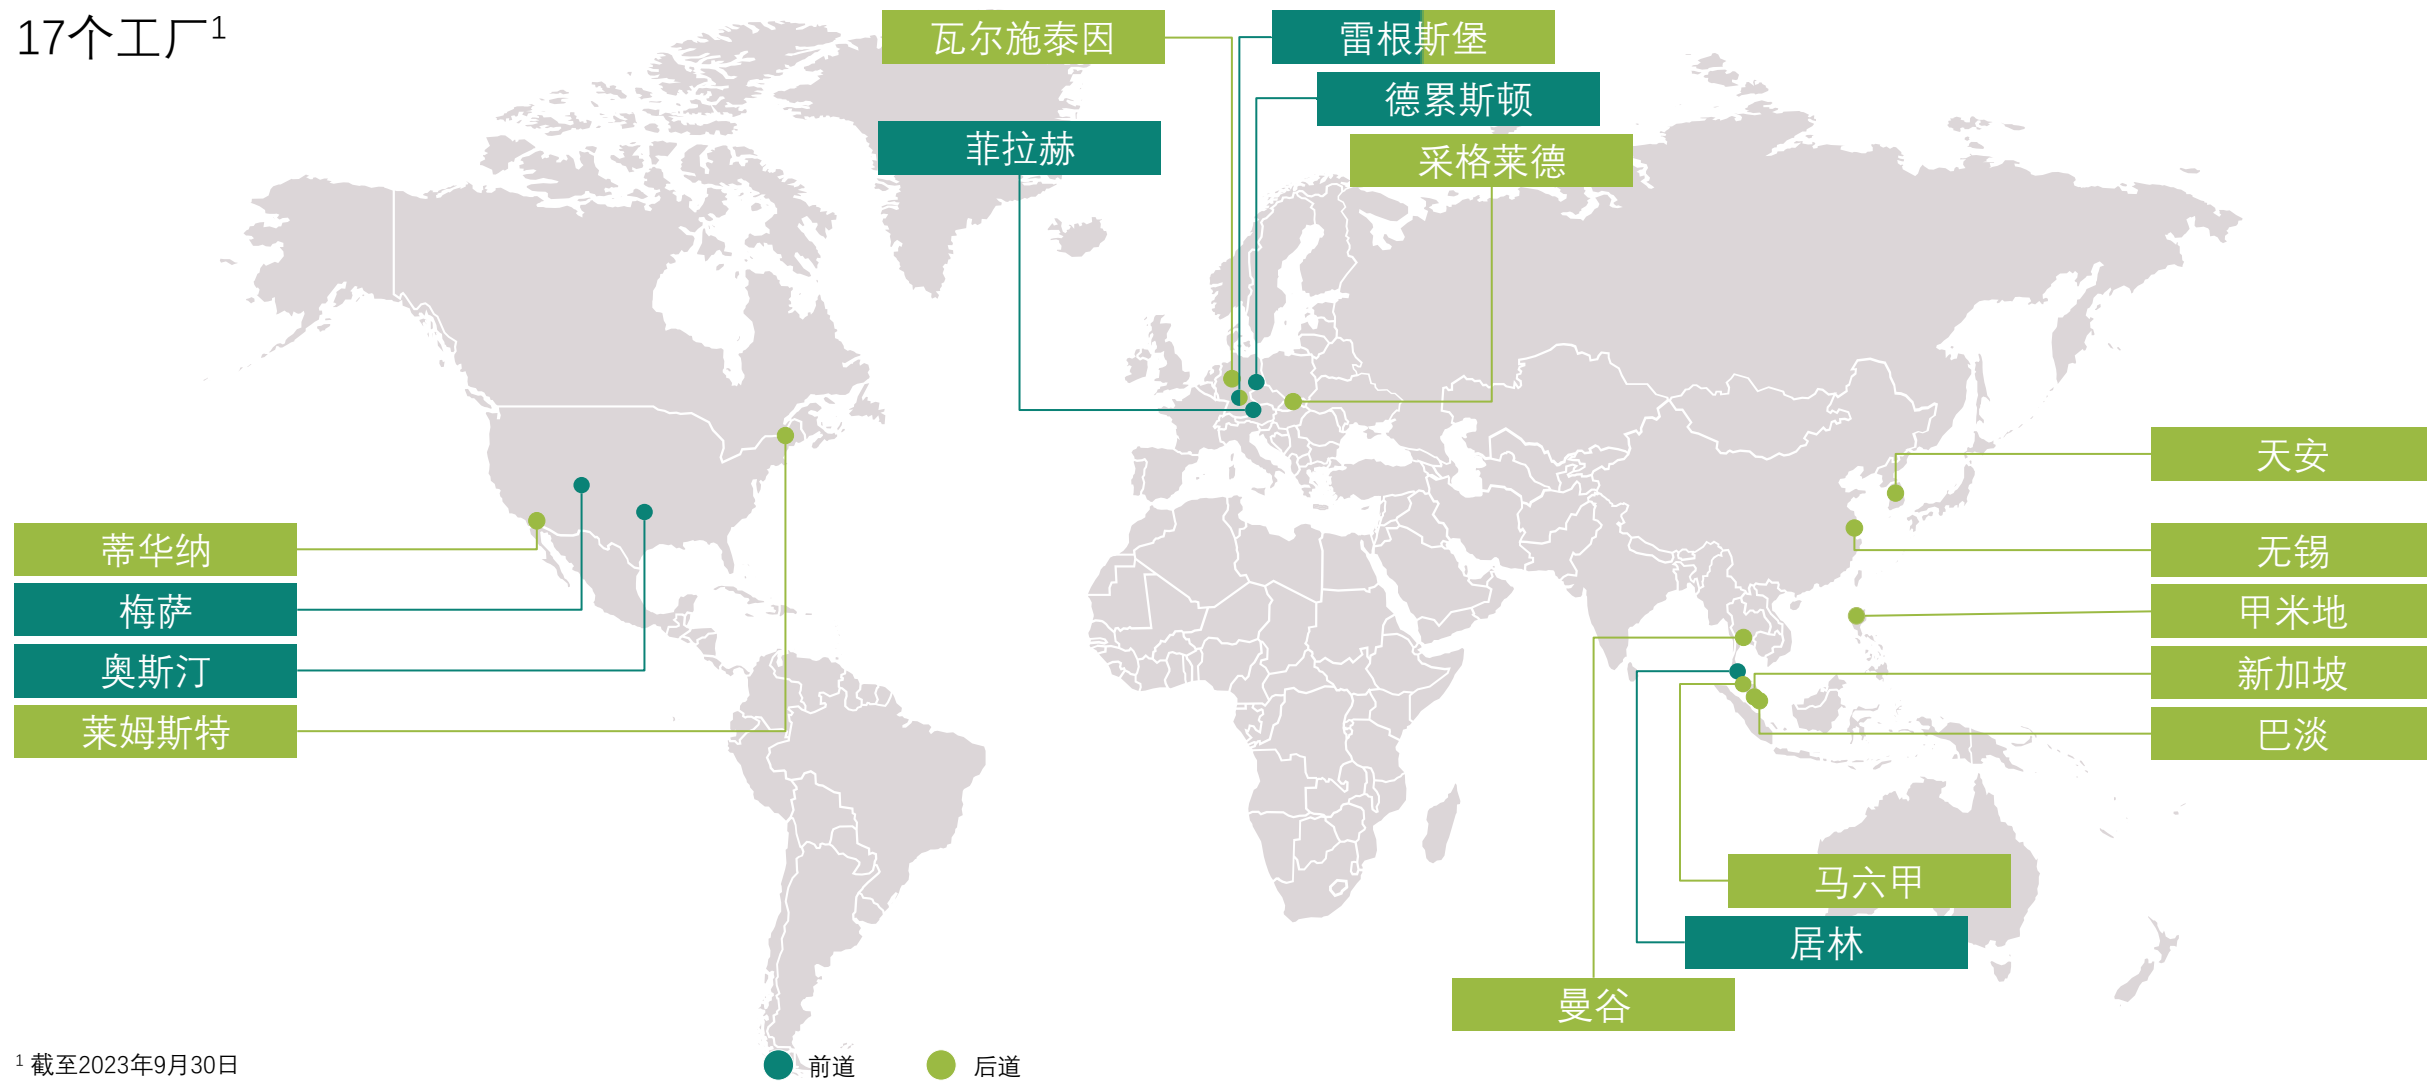 17个工厂¹
瓦尔施泰因
雷根斯堡
德累斯顿
菲拉赫
采格莱德
天安
蒂华纳
无锡
梅萨
甲米地
奥斯汀
新加坡
莱姆斯特
巴淡
马六甲
居林
曼谷
¹ 截至2023年9月30日
前道
后道